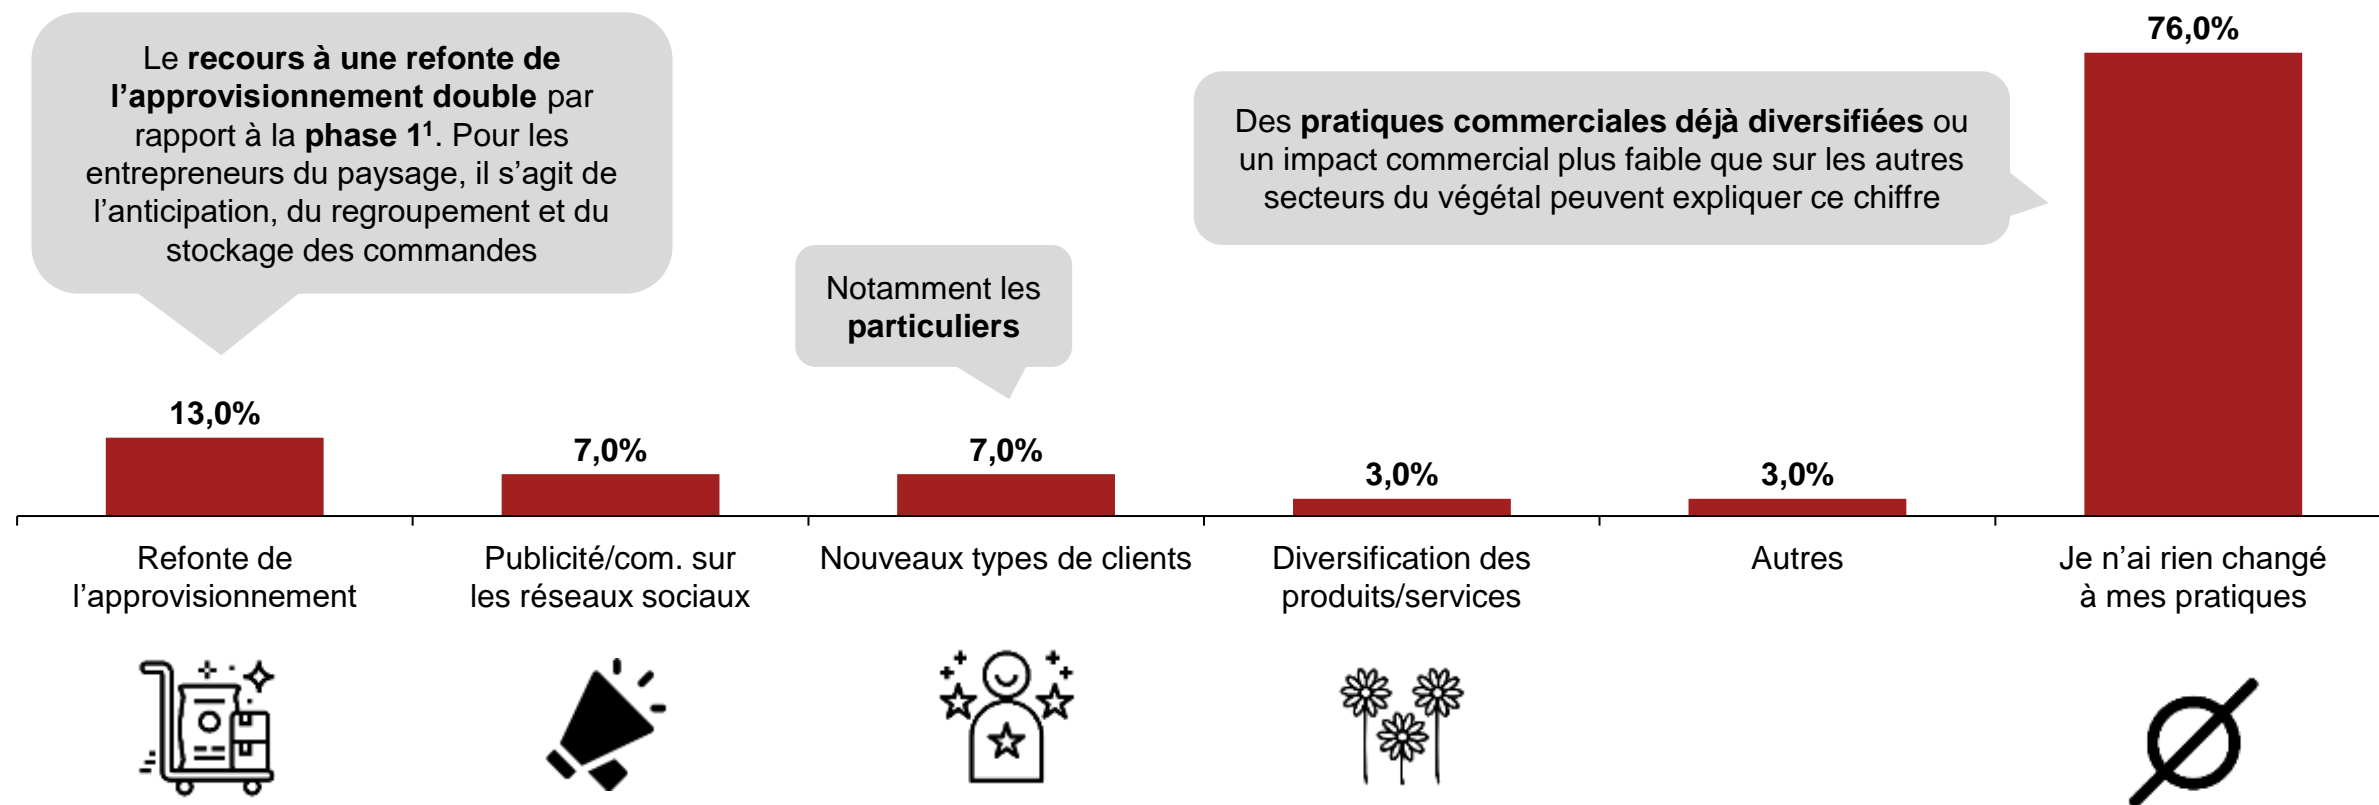 Le recours à une refonte de
l’approvisionnement double par
rapport à la phase 1¹. Pour les
entrepreneurs du paysage, il s’agit de
l’anticipation, du regroupement et du
stockage des commandes
Notamment les
particuliers
Des pratiques commerciales déjà diversifiées ou
un impact commercial plus faible que sur les autres
secteurs du végétal peuvent expliquer ce chiffre
13,0%
7,0%
7,0%
3,0%
3,0%
76,0%
Refonte de
l’approvisionnement
Publicité/com. sur
les réseaux sociaux
Nouveaux types de clients
Diversification des
produits/services
Autres
Je n’ai rien changé
à mes pratiques